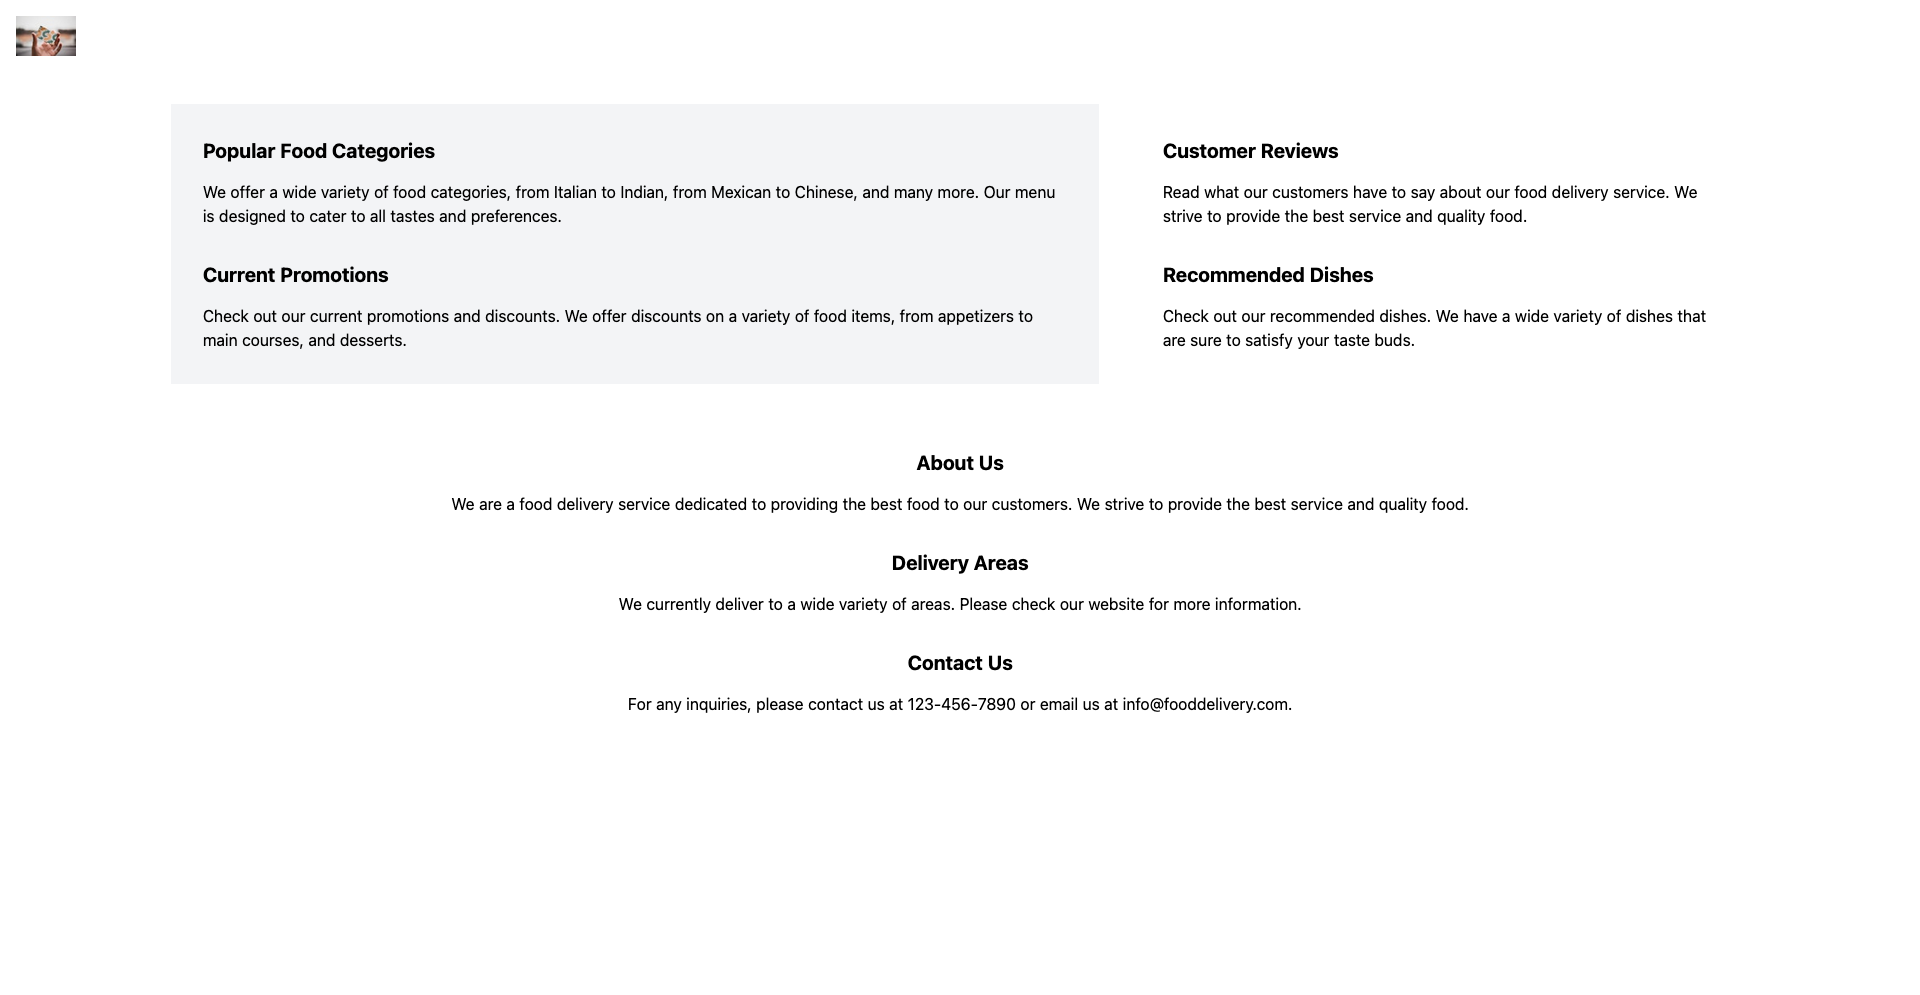 Popular Food Categories
We offer a wide variety of food categories, from Italian to Indian, from Mexican to Chinese, and many more. Our menu
is designed to cater to all tastes and preferences.
Current Promotions
Check out our current promotions and discounts. We offer discounts on a variety of food items, from appetizers to
main courses, and desserts.
Customer Reviews
Read what our customers have to say about our food delivery service. We
strive to provide the best service and quality food.
Recommended Dishes
Check out our recommended dishes. We have a wide variety of dishes that
are sure to satisfy your taste buds.
About Us
We are a food delivery service dedicated to providing the best food to our customers. We strive to provide the best service and quality food.
Delivery Areas
We currently deliver to a wide variety of areas. Please check our website for more information.
Contact Us
For any inquiries, please contact us at 123-456-7890 or email us at info@fooddelivery.com.